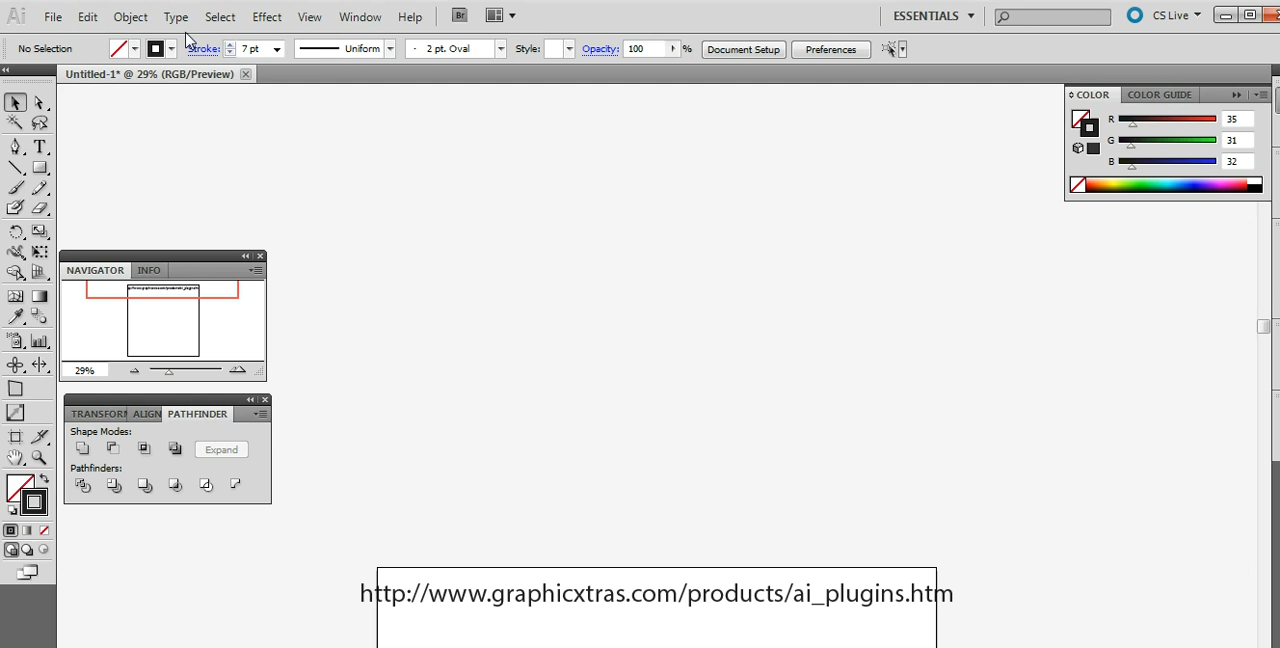 Ai File Edit Object Type Select Effect View Window Help Br ESSENTIALS CS Live
No Selection Stroke: 7 pt Uniform 2 pt. Oval Style: Opacity: 100 % Document Setup Preferences
Untitled-1* @ 29% (RGB/Preview)
COLOR COLOR GUIDE
R 35
G 31
B 32
NAVIGATOR INFO
29%
TRANSFORM ALIGN PATHFINDER
Shape Modes:
Expand
Pathfinders:
http://www.graphicxtras.com/products/ai_plugins.htm